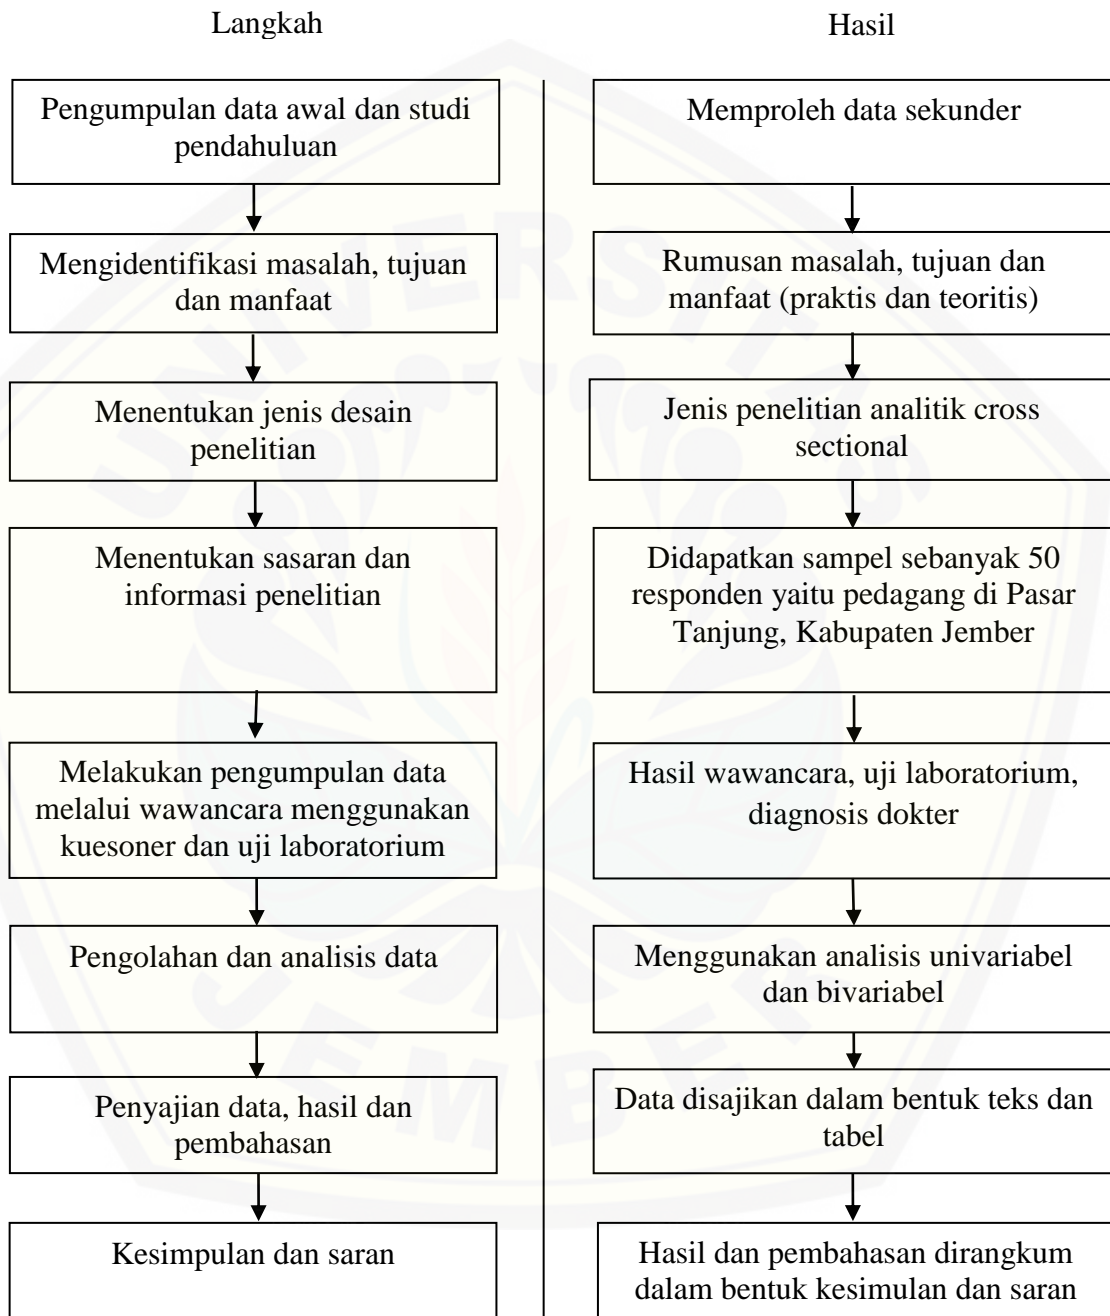 Langkah
Hasil
Pengumpulan data awal dan studi
pendahuluan
Memproleh data sekunder
Mengidentifikasi masalah, tujuan
dan manfaat
Rumusan masalah, tujuan dan
manfaat (praktis dan teoritis)
Menentukan jenis desain
penelitian
Jenis penelitian analitik cross
sectional
Menentukan sasaran dan
informasi penelitian
Didapatkan sampel sebanyak 50
responden yaitu pedagang di Pasar
Tanjung, Kabupaten Jember
Melakukan pengumpulan data
melalui wawancara menggunakan
kuesoner dan uji laboratorium
Hasil wawancara, uji laboratorium,
diagnosis dokter
Pengolahan dan analisis data
Menggunakan analisis univariabel
dan bivariabel
Penyajian data, hasil dan
pembahasan
Data disajikan dalam bentuk teks dan
tabel
Kesimpulan dan saran
Hasil dan pembahasan dirangkum
dalam bentuk kesimulan dan saran
UNIVERSITAS
JEMBER